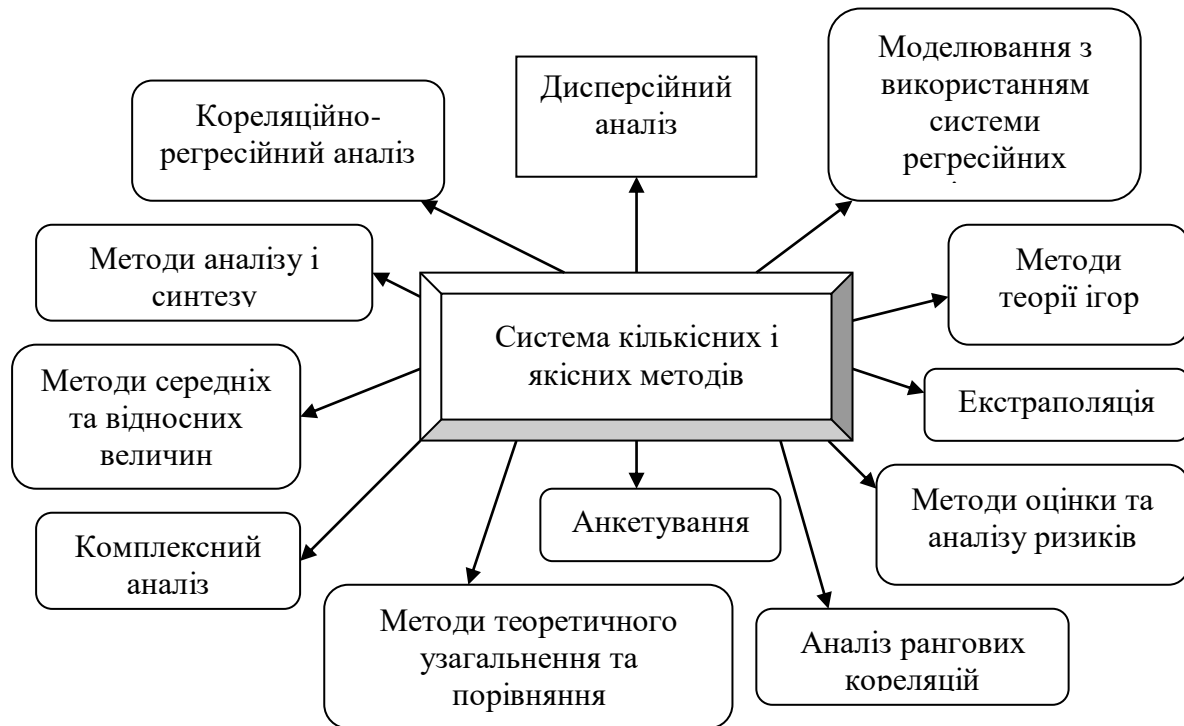 Кореляційно-
регресійний аналіз
Дисперсійний
аналіз
Моделювання з
використанням
системи
регресійних
Методи аналізу і
синтезу
Методи
теорії ігор
Система кількісних і
якісних методів
Методи середніх
та відносних
величин
Екстраполяція
Комплексний
аналіз
Анкетування
Методи оцінки та
аналізу ризиків
Методи теоретичного
узагальнення та
порівняння
Аналіз рангових
кореляцій